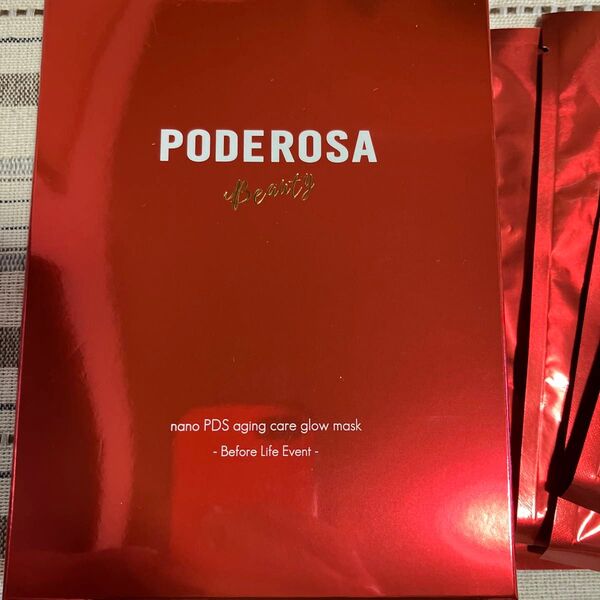 PODEROSA
Beauty
nano PDS aging care glow mask
- Before Life Event -